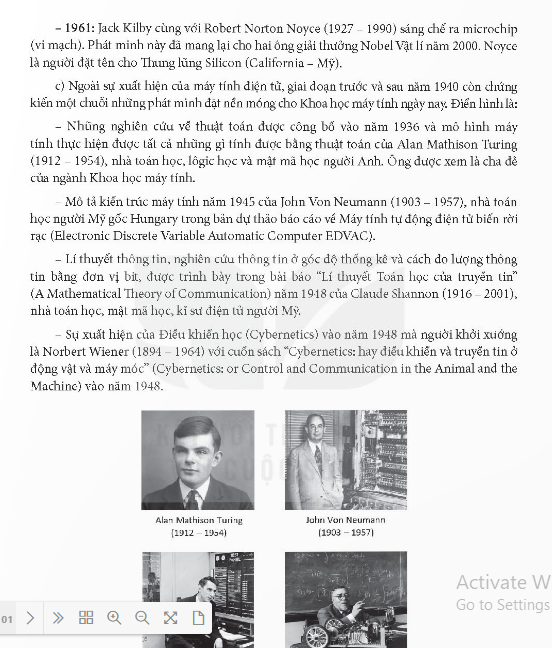 – 1961: Jack Kilby cùng với Robert Norton Noyce (1927 – 1990) sáng chế ra microchip
(vi mạch). Phát minh này đã mang lại cho hai ông giải thưởng Nobel Vật lí năm 2000. Noyce
là người đặt tên cho Thung lũng Silicon (California – Mỹ).
c) Ngoài sự xuất hiện của máy tính điện tử, giai đoạn trước và sau năm 1940 còn chứng
kiến một chuỗi những phát minh đặt nền móng cho Khoa học máy tính ngày nay. Điển hình là:
– Những nghiên cứu về thuật toán được công bố vào năm 1936 và mô hình máy
tính thực hiện được tất cả những gì tính được bằng thuật toán của Alan Mathison Turing
(1912 – 1954), nhà toán học, lôgic học và mật mã học người Anh. Ông được xem là cha đẻ
của ngành Khoa học máy tính.
– Mô tả kiến trúc máy tính năm 1945 của John Von Neumann (1903 – 1957), nhà toán
học người Mỹ gốc Hungary trong bản dự thảo báo cáo về Máy tính tự động điện tử biến rời
rạc (Electronic Discrete Variable Automatic Computer EDVAC).
– Lí thuyết thông tin, nghiên cứu thông tin ở góc độ thống kê và cách đo lượng thông
tin bằng đơn vị bit, được trình bày trong bài báo “Lí thuyết Toán học của truyền tin”
(A Mathematical Theory of Communication) năm 1948 của Claude Shannon (1916 – 2001),
nhà toán học, mật mã học, kĩ sư điện tử người Mỹ.
– Sự xuất hiện của Điều khiển học (Cybernetics) vào năm 1948 mà người khởi xướng
là Norbert Wiener (1894 – 1964) với cuốn sách “Cybernetics: hay điều khiển và truyền tin ở
động vật và máy móc” (Cybernetics: or Control and Communication in the Animal and the
Machine) vào năm 1948.
Alan Mathison Turing
(1912 – 1954)
John Von Neumann
(1903 – 1957)
Activate W
Go to Settings
01